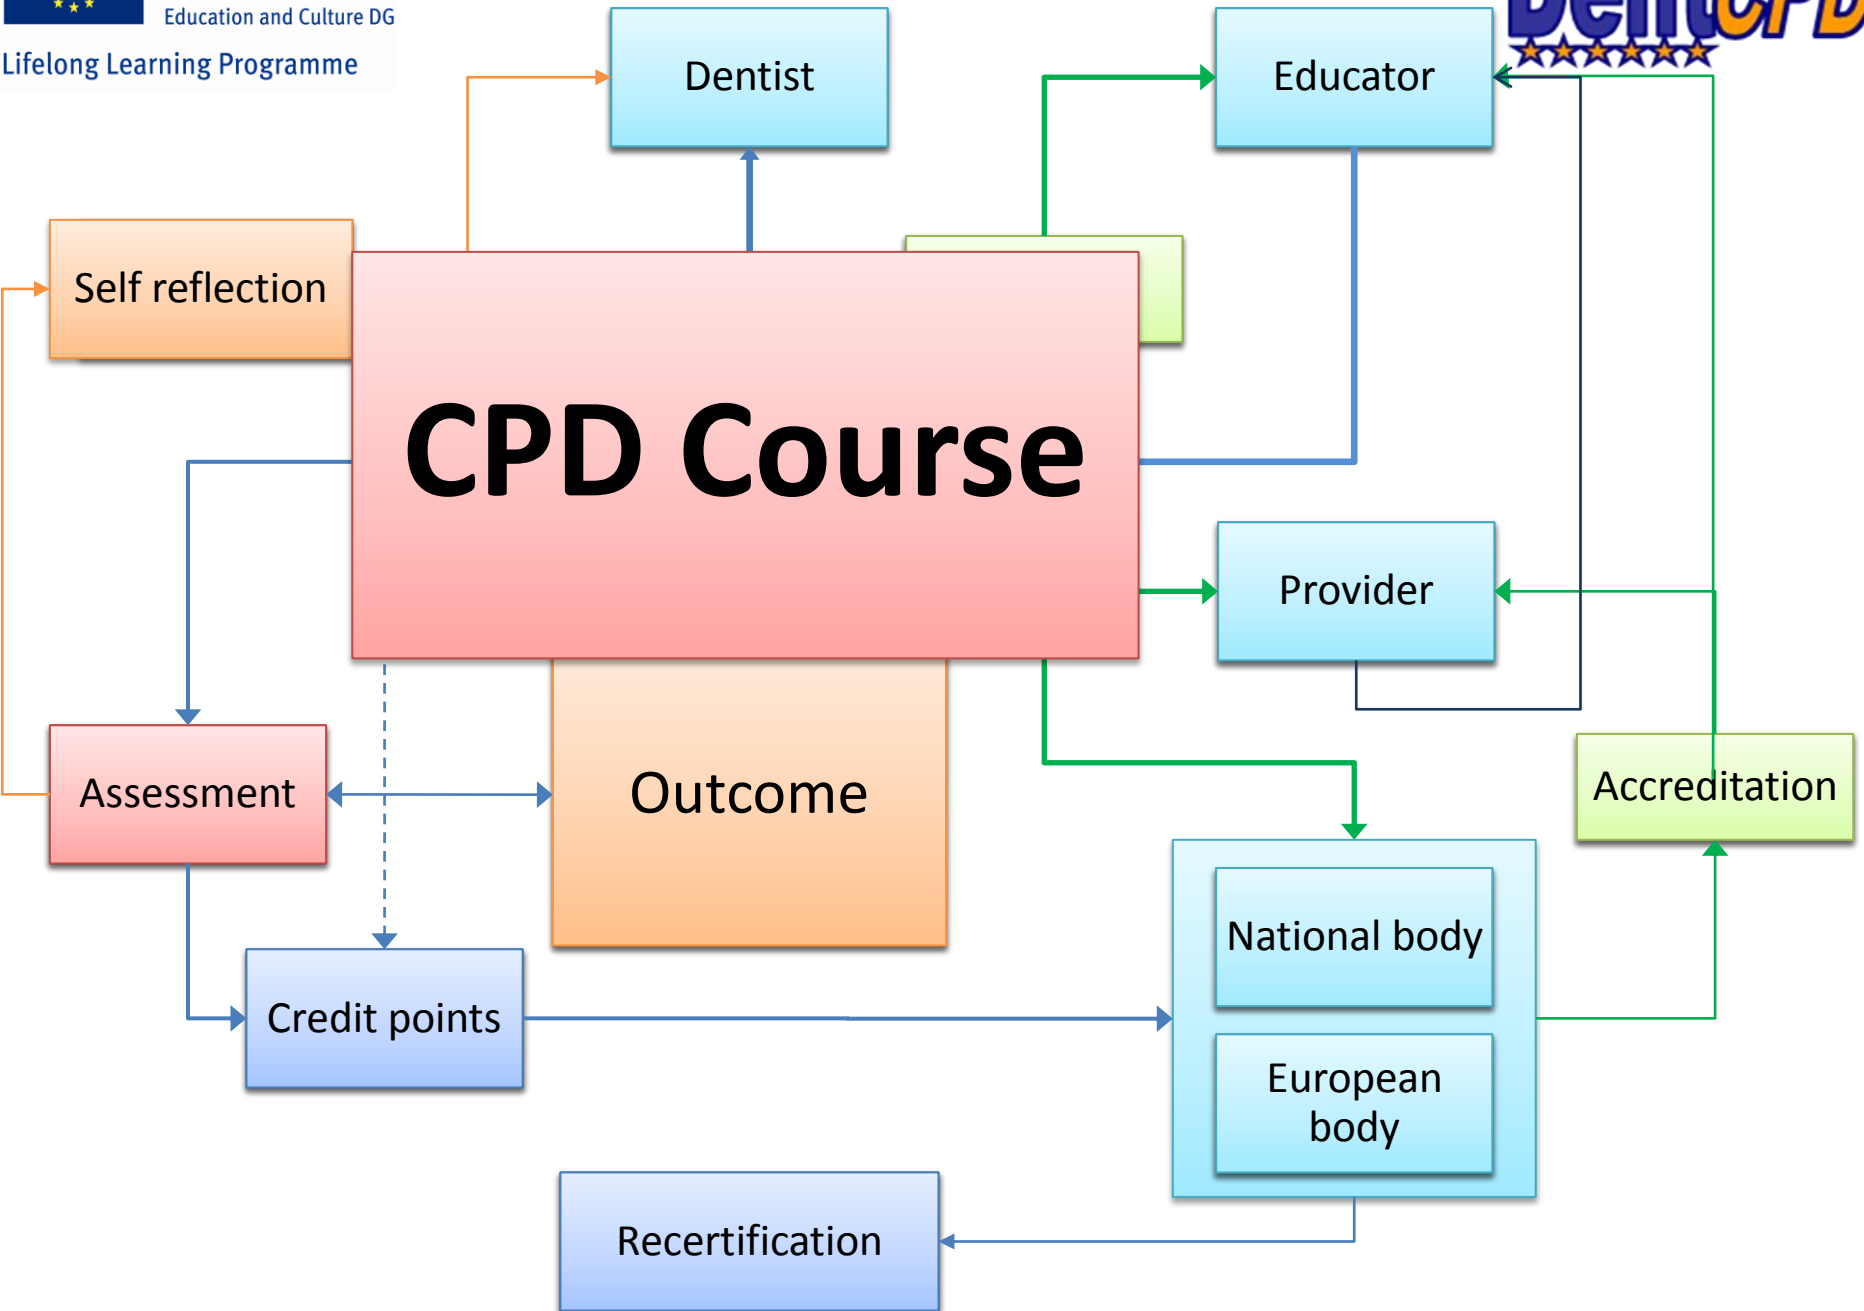 Education and Culture DG
Lifelong Learning Programme
DentCPD
Dentist
Educator
Self reflection
CPD Course
Provider
Assessment
Outcome
Accreditation
National body
Credit points
European
body
Recertification